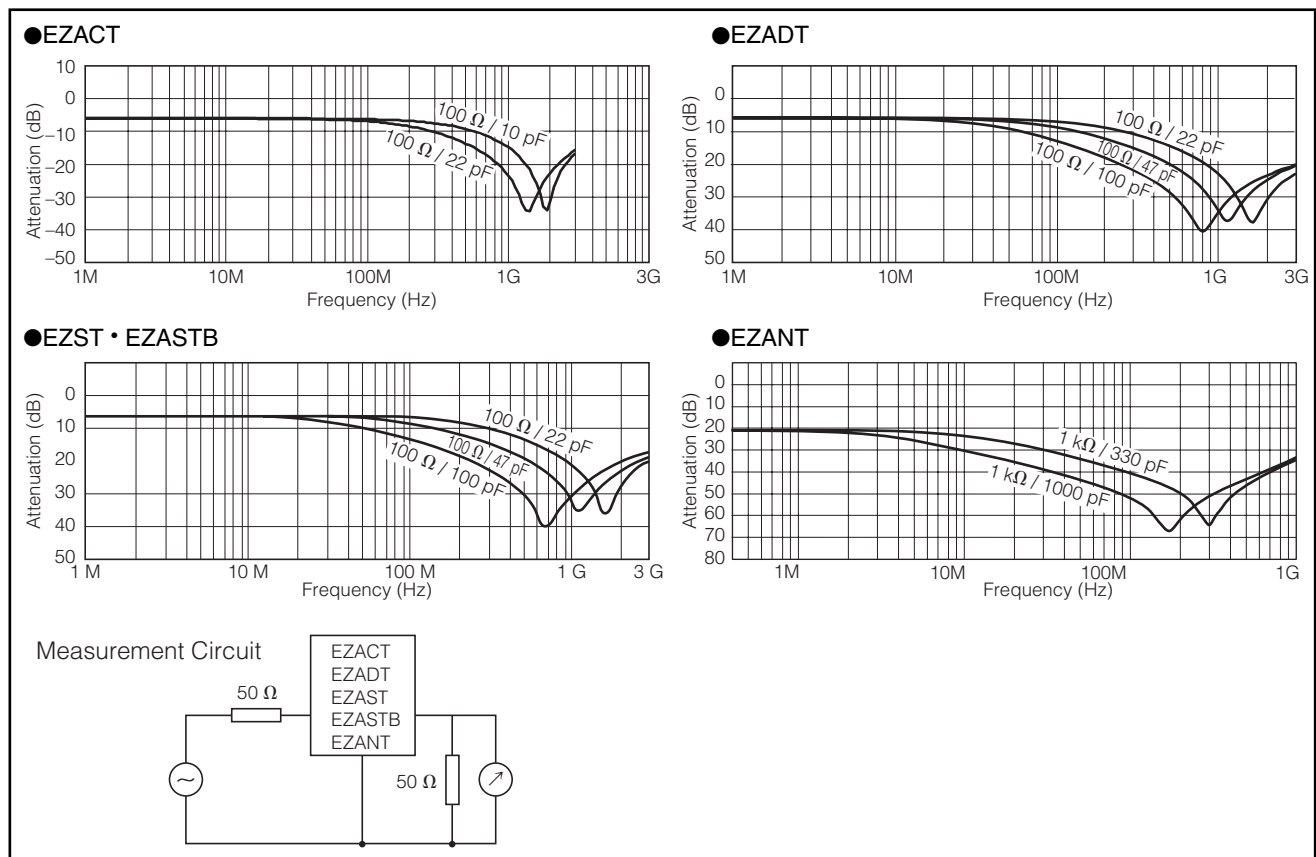 ●EZACT
10
0
–10
–20
–30
–40
–50
Attenuation (dB)
100 Ω / 10 pF
100 Ω / 22 pF
1M 10M 100M 1G 3G
Frequency (Hz)
●EZADT
0
10
20
30
40
50
Attenuation (dB)
100 Ω / 22 pF
100 Ω / 47 pF
100 Ω / 100 pF
1M 10M 100M 1G 3G
Frequency (Hz)
●EZST・EZASTB
0
10
20
30
40
50
Attenuation (dB)
100 Ω / 22 pF
100 Ω / 47 pF
100 Ω / 100 pF
1 M 10 M 100 M 1 G 3 G
Frequency (Hz)
●EZANT
0
10
20
30
40
50
60
70
80
Attenuation (dB)
1 kΩ / 330 pF
1 kΩ / 1000 pF
1M 10M 100M 1G
Frequency (Hz)
Measurement Circuit
50 Ω
EZACT
EZADT
EZAST
EZASTB
EZANT
50 Ω